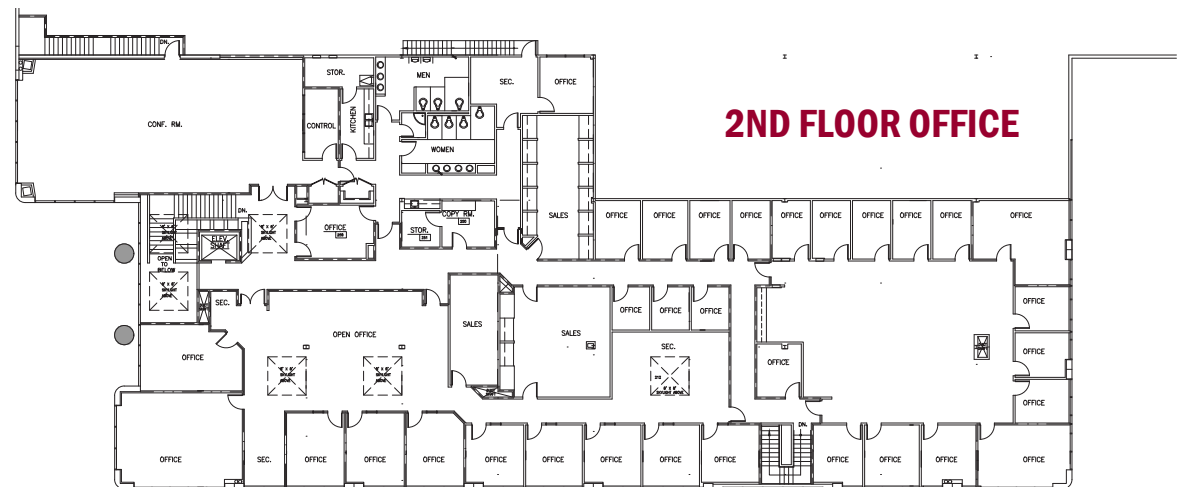 DN.
STOR.
MEN
SEC.
OFFICE
2ND FLOOR OFFICE
CONF. RM.
CONTROL
KITCHEN
WOMEN
DN.
OFFICE
COPY RM.
STOR.
SALES
OFFICE
OFFICE
OFFICE
OFFICE
OFFICE
OFFICE
OFFICE
OFFICE
OFFICE
OFFICE
ELEV.
SHAFT
OPEN
TO
BELOW
SEC.
OFFICE
OFFICE
OFFICE
OFFICE
SALES
OPEN OFFICE
SALES
SEC.
OFFICE
OFFICE
OFFICE
OFFICE
DN.
OFFICE
SEC.
OFFICE
OFFICE
OFFICE
OFFICE
OFFICE
OFFICE
OFFICE
OFFICE
OFFICE
OFFICE
OFFICE
OFFICE